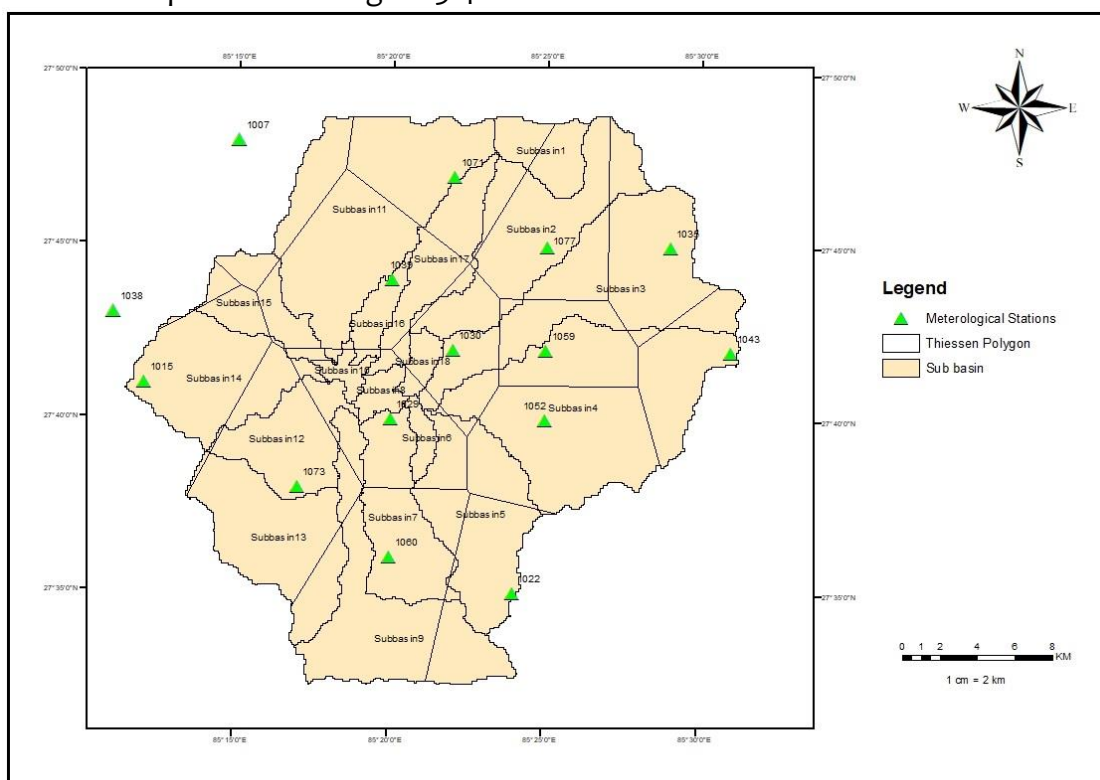 85°15'0"E 85°20'0"E 85°25'0"E 85°30'0"E
27°50'0"N 27°50'0"N
N
W E
S
1007
Subbasin1
1071
Subbasin11
Subbasin2
27°45'0"N 1077 1035 27°45'0"N
Subbasin17
1039
Subbasin3
1038
Subbasin15
Subbasin16
Legend
Meterological Stations
Thiessen Polygon
Sub basin
1030 1059 1043
Subbasin18
1015
Subbasin10
Subbasin14
Subbasin8
27°40'0"N 1029 1052 Subbasin4 27°40'0"N
Subbasin12 Subbasin6
1073
Subbasin7 Subbasin5
Subbasin13
1060
27°35'0"N 1022 27°35'0"N
Subbasin9
0 1 2 4 6 8
KM
1 cm = 2 km
85°15'0"E 85°20'0"E 85°25'0"E 85°30'0"E